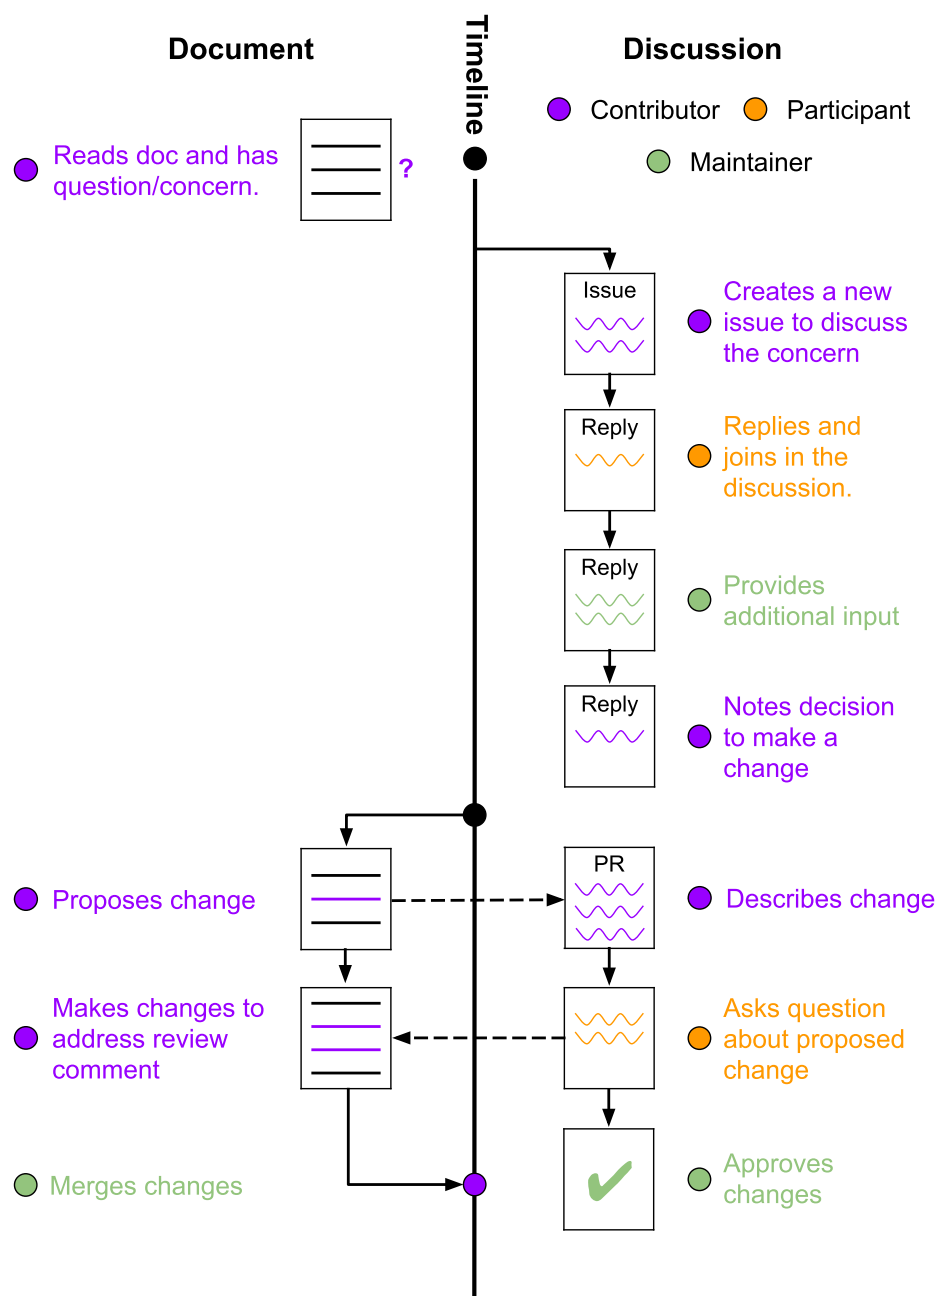 Document
Timeline
Discussion
Contributor
Participant
Maintainer
Reads doc and has
question/concern.
?
Issue
Creates a new
issue to discuss
the concern
Reply
Replies and
joins in the
discussion.
Reply
Provides
additional input
Reply
Notes decision
to make a
change
Proposes change
PR
Describes change
Makes changes to
address review
comment
Asks question
about proposed
change
Merges changes
Approves
changes